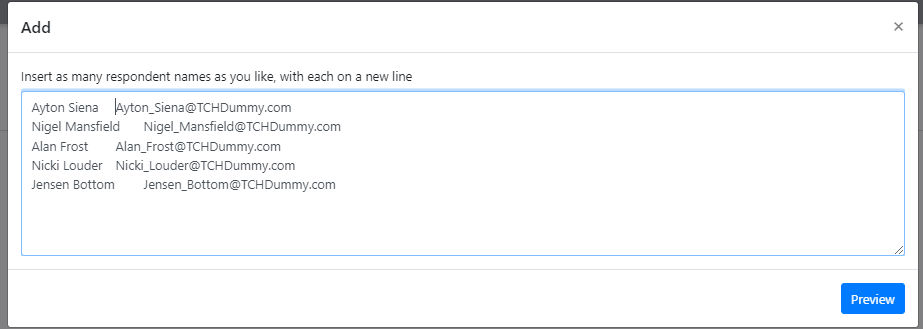 Add
×
Insert as many respondent names as you like, with each on a new line
Ayton Siena Ayton_Siena@TCHDummy.com
Nigel Mansfield Nigel_Mansfield@TCHDummy.com
Alan Frost Alan_Frost@TCHDummy.com
Nicki Louder Nicki_Louder@TCHDummy.com
Jensen Bottom Jensen_Bottom@TCHDummy.com
Preview